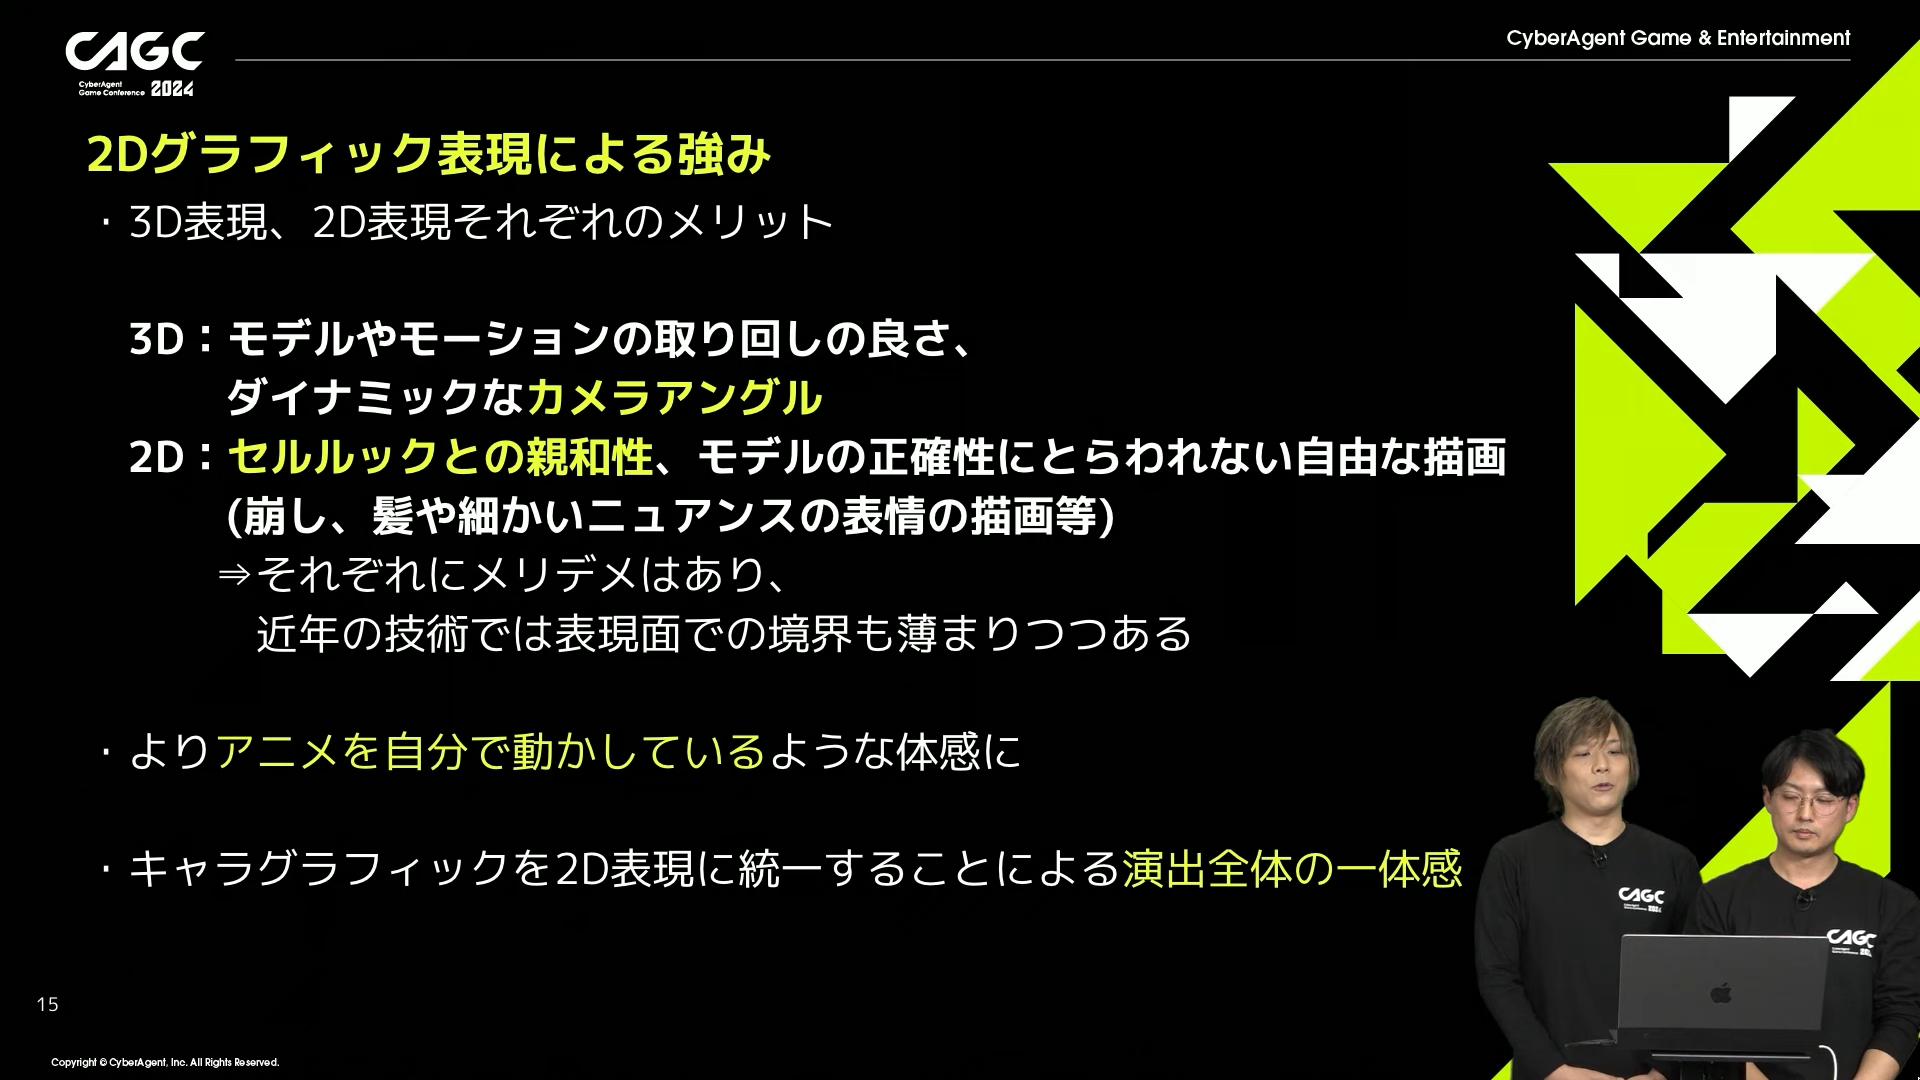 CAGC
CyberAgent
Game Conference 2024
CyberAgent Game & Entertainment
2Dグラフィック表現による強み
・3D表現、2D表現それぞれのメリット
3D：モデルやモーションの取り回しの良さ、
ダイナミックなカメラアングル
2D：セルルックとの親和性、モデルの正確性にとらわれない自由な描画
(崩し、髪や細かいニュアンスの表情の描画等)
⇒それぞれにメリデメはあり、
近年の技術では表現面での境界も薄まりつつある
・よりアニメを自分で動かしているような体感に
・キャラグラフィックを2D表現に統一することによる演出全体の一体感
CAGC
CAGC
15
Copyright © CyberAgent, Inc. All Rights Reserved.